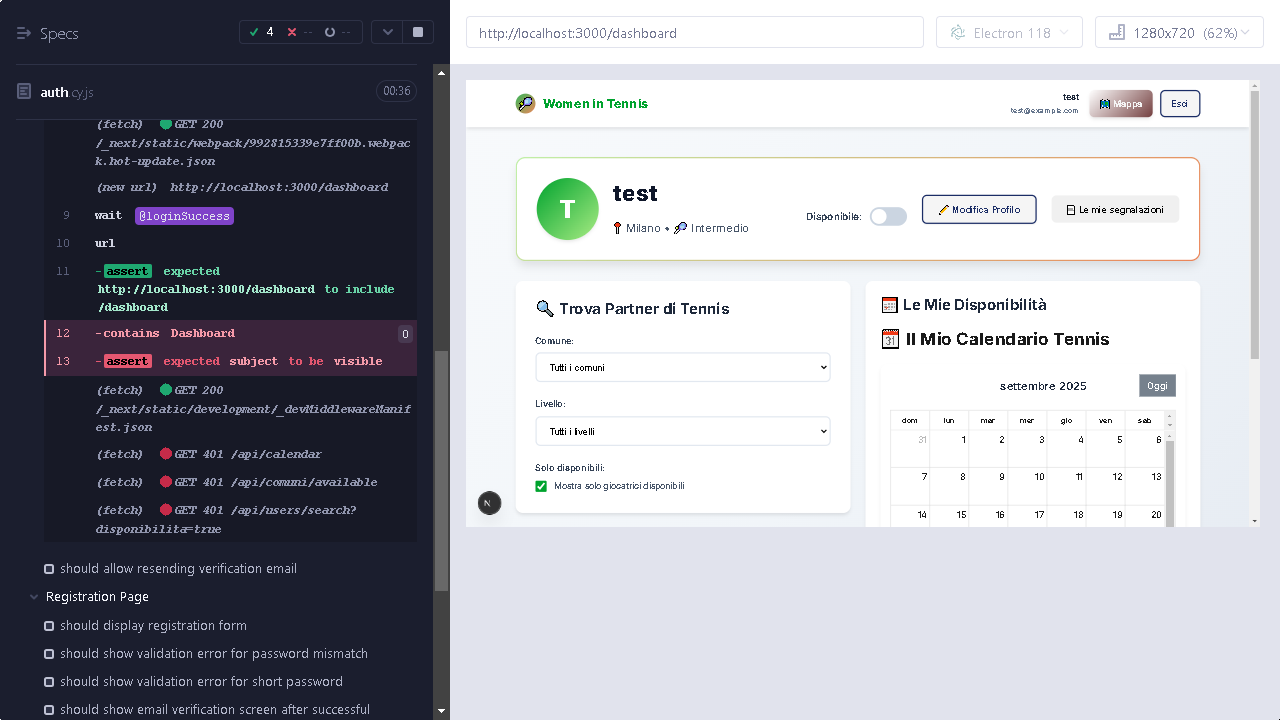 Specs
4
--
--
auth cy.js
00:36
(fetch) GET 200
/_next/static/webpack/992815339e7ff00b.webpac
k.hot-update.json
(new url) http://localhost:3000/dashboard
9 wait @loginSuccess
10 url
11 -assert expected
http://localhost:3000/dashboard to include
/dashboard
12 -contains Dashboard 0
13 -assert expected subject to be visible
(fetch) GET 200
/_next/static/development/_devMiddlewareManif
est.json
(fetch) GET 401 /api/calendar
(fetch) GET 401 /api/comuni/available
(fetch) GET 401 /api/users/search?
disponibilita=true
should allow resending verification email
Registration Page
should display registration form
should show validation error for password mismatch
should show validation error for short password
should show email verification screen after successful
http://localhost:3000/dashboard
Electron 118
1280x720 (62%)
Women in Tennis
test
test@example.com
Mappa
Esci
T
test
Milano • Intermedio
Disponibile:
Modifica Profilo
Le mie segnalazioni
Trova Partner di Tennis
Comune:
Tutti i comuni
Livello:
Tutti i livelli
Solo disponibili:
Mostra solo giocatrici disponibili
N
Le Mie Disponibilità
31 Il Mio Calendario Tennis
settembre 2025
Oggi
dom lun mar mer gio ven sab
31 1 2 3 4 5 6
7 8 9 10 11 12 13
14 15 16 17 18 19 20